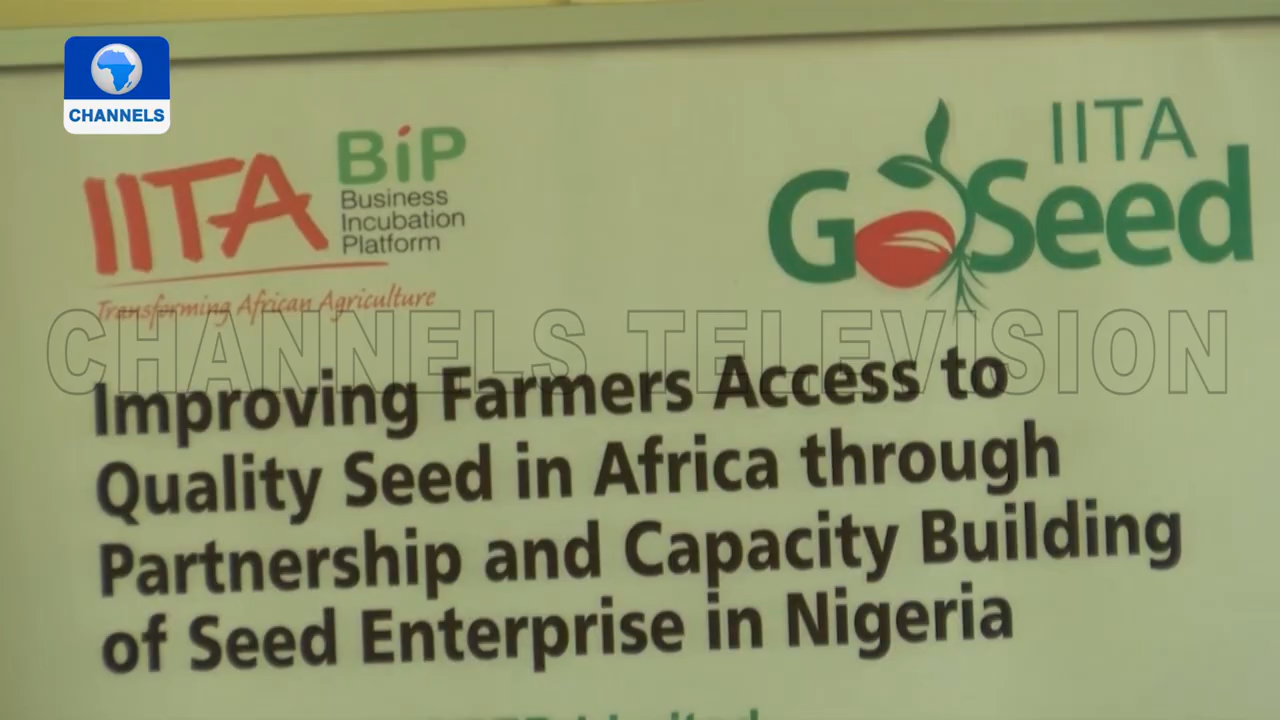 CHANNELS
IITA
BiP
Business
Incubation
Platform
Transforming African Agriculture
IITA
GoSeed
CHANNELS TELEVISION
Improving Farmers Access to
Quality Seed in Africa through
Partnership and Capacity Building
of Seed Enterprise in Nigeria
Limited